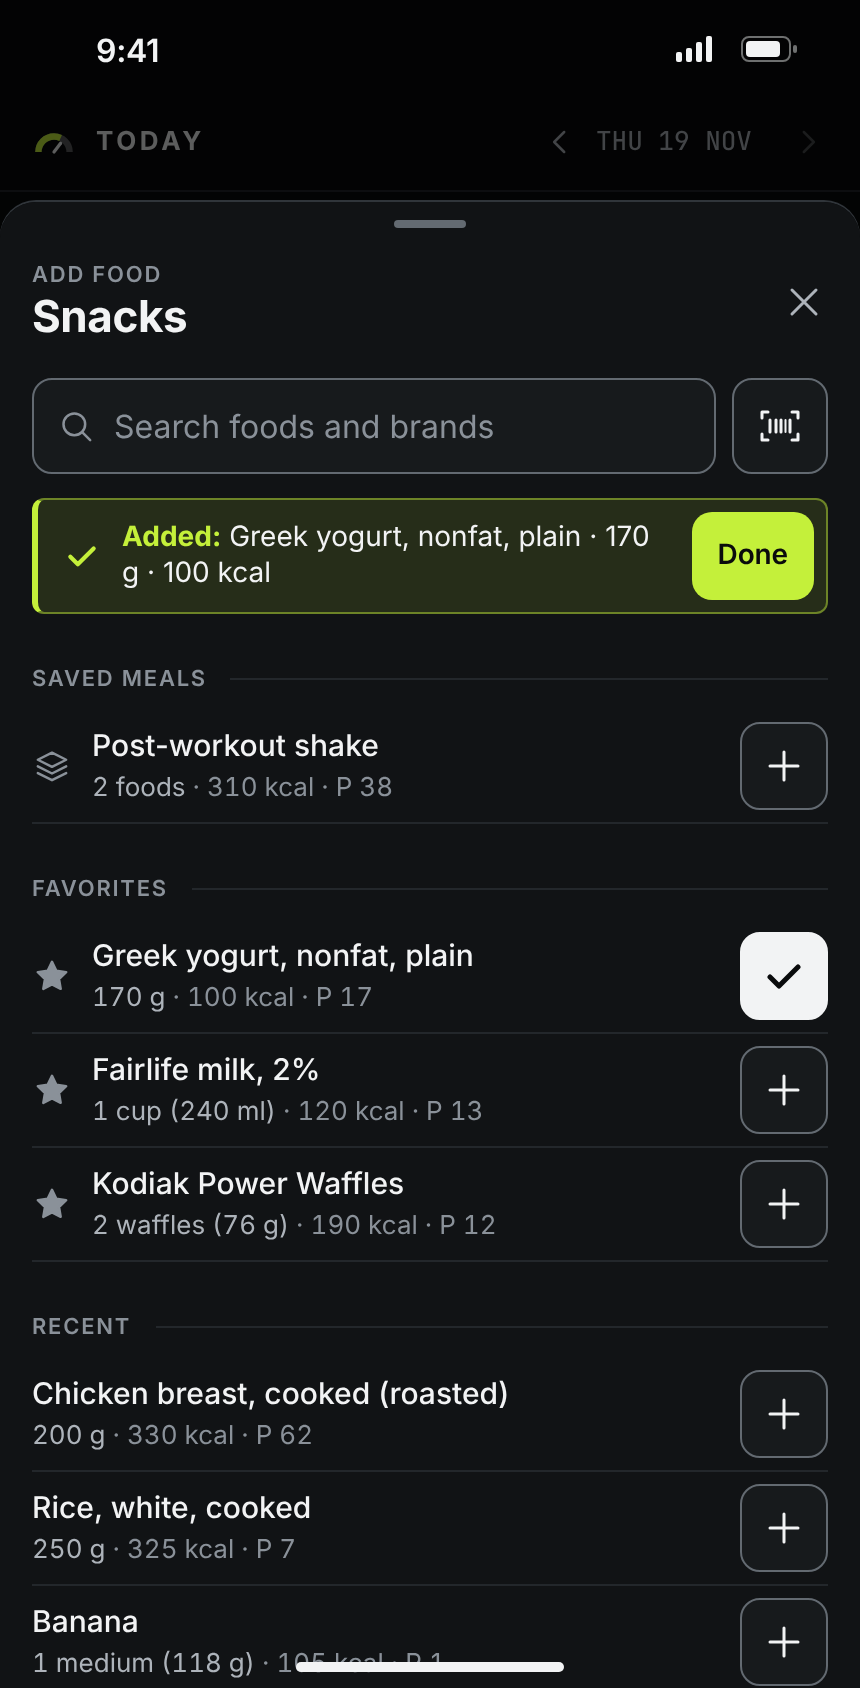 9:41
TODAY
THU 19 NOV
ADD FOOD
Snacks
Search foods and brands
Added: Greek yogurt, nonfat, plain · 170
g · 100 kcal
Done
SAVED MEALS
Post-workout shake
2 foods · 310 kcal · P 38
FAVORITES
Greek yogurt, nonfat, plain
170 g · 100 kcal · P 17
Fairlife milk, 2%
1 cup (240 ml) · 120 kcal · P 13
Kodiak Power Waffles
2 waffles (76 g) · 190 kcal · P 12
RECENT
Chicken breast, cooked (roasted)
200 g · 330 kcal · P 62
Rice, white, cooked
250 g · 325 kcal · P 7
Banana
1 medium (118 g) · 105 kcal · P 1